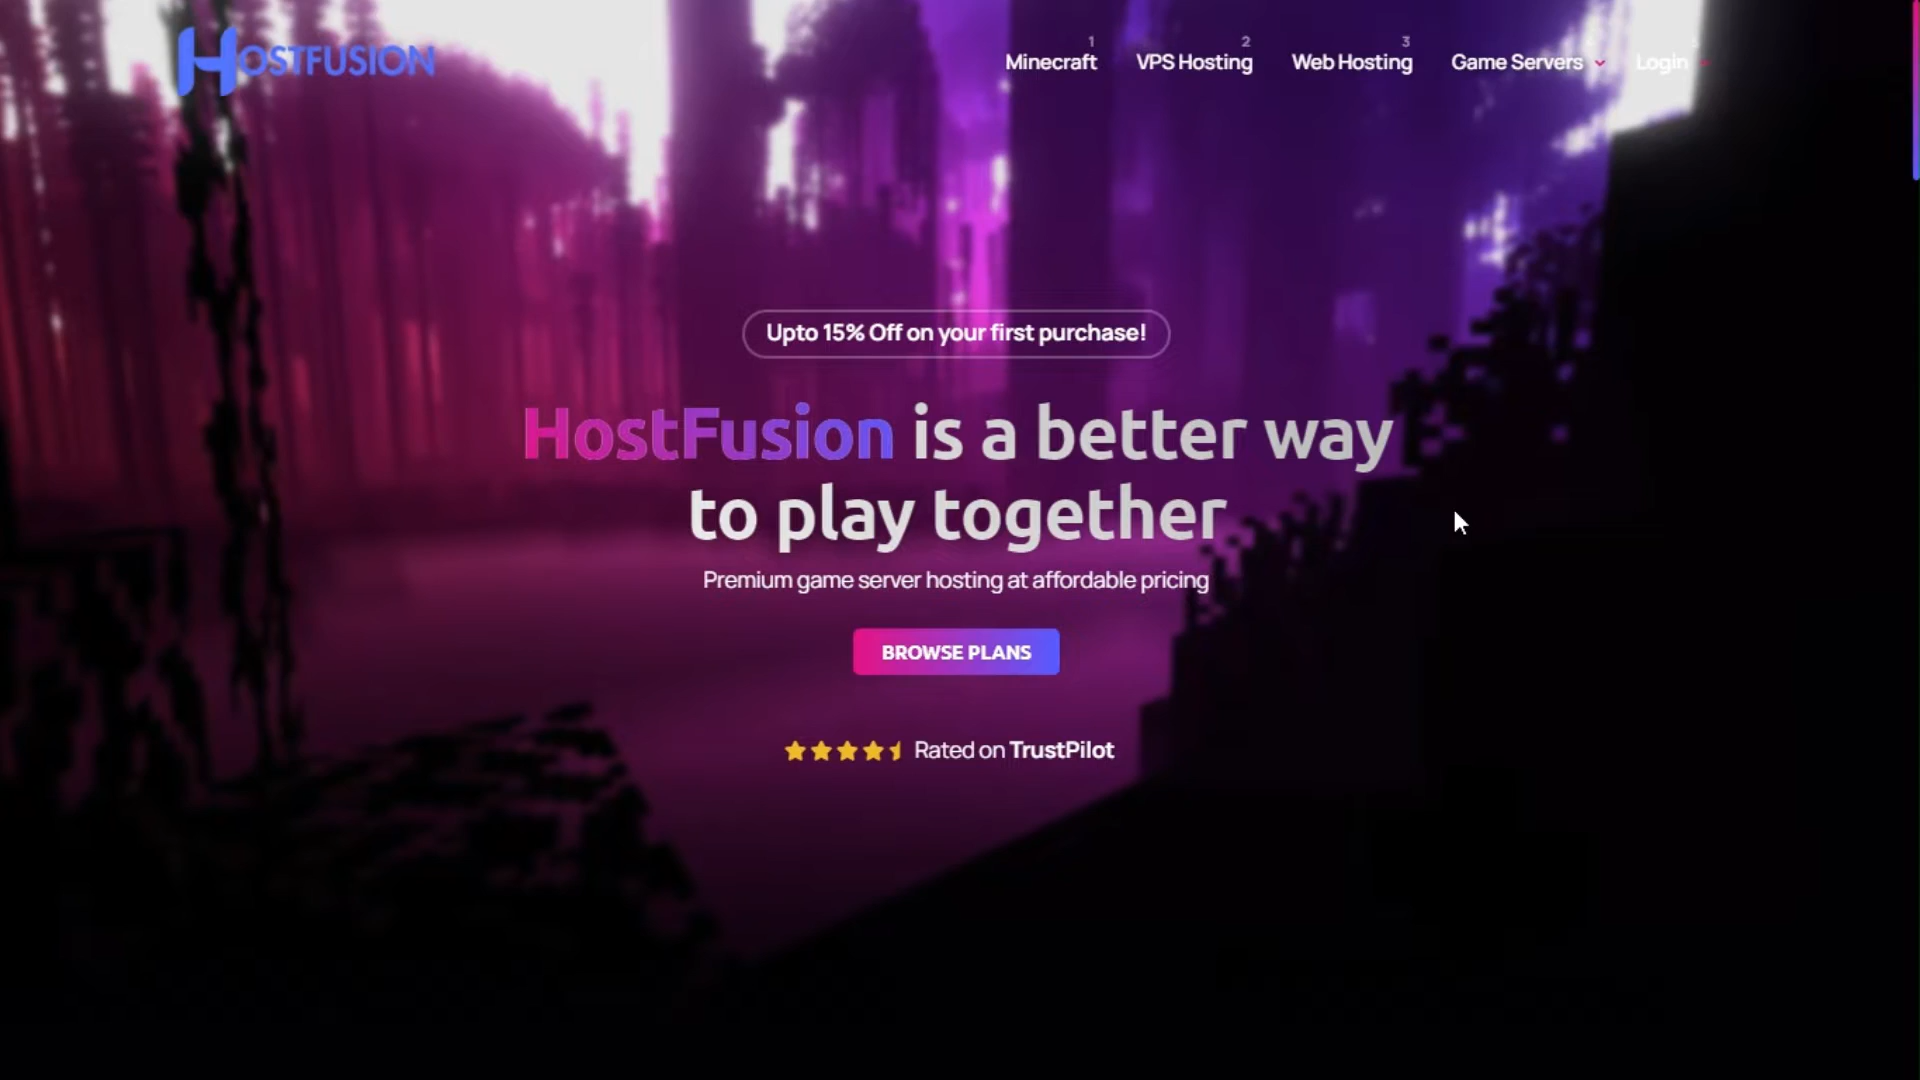 HOSTFUSION
Minecraft 1 VPS Hosting 2 Web Hosting 3 Game Servers Login
Upto 15% Off on your first purchase!
HostFusion is a better way
to play together
Premium game server hosting at affordable pricing
BROWSE PLANS
Rated on TrustPilot